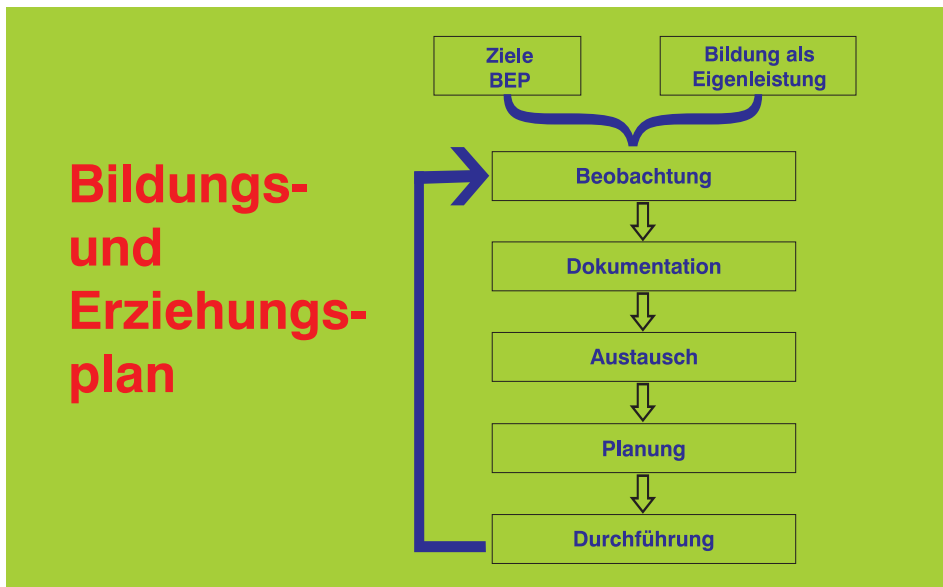 Bildungs-
und
Erziehungs-
plan
Ziele
BEP
Bildung als
Eigenleistung
Beobachtung
Dokumentation
Austausch
Planung
Durchführung